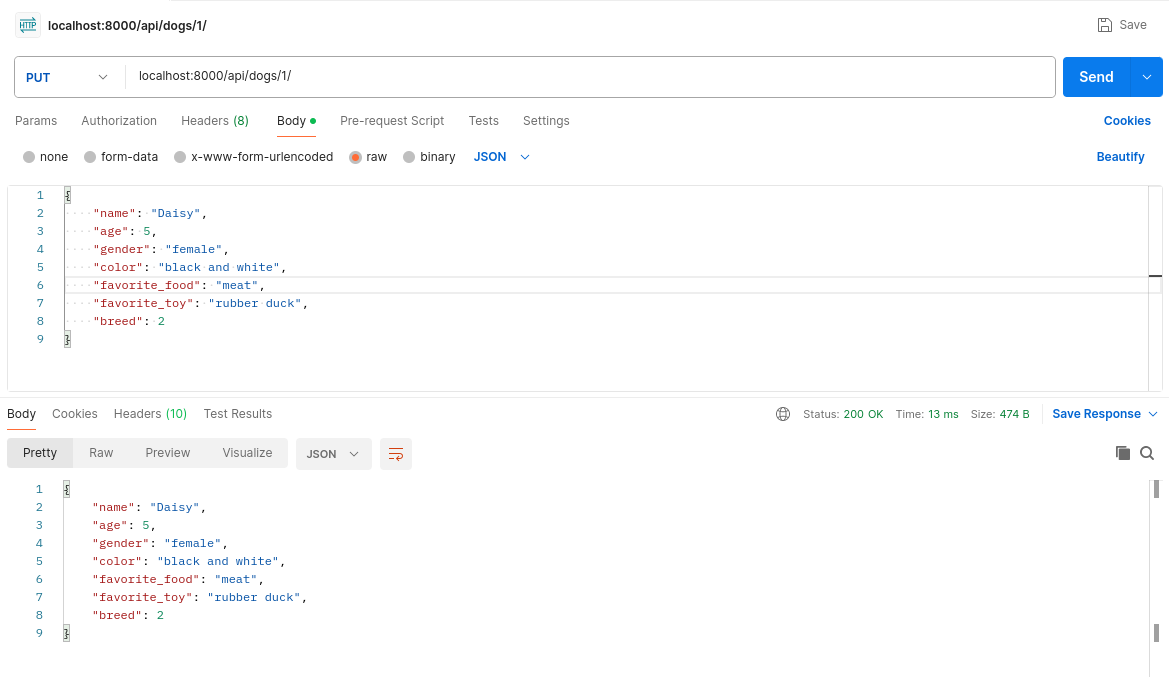 HTTP localhost:8000/api/dogs/1/ Save
PUT localhost:8000/api/dogs/1/ Send
Params Authorization Headers (8) Body Pre-request Script Tests Settings Cookies
none form-data x-www-form-urlencoded raw binary JSON Beautify
1 {
2 ····"name":·"Daisy",
3 ····"age":·5,
4 ····"gender":·"female",
5 ····"color":·"black·and·white",
6 ····"favorite_food":·"meat",
7 ····"favorite_toy":·"rubber·duck",
8 ····"breed":·2
9 }
Body Cookies Headers (10) Test Results Status: 200 OK Time: 13 ms Size: 474 B Save Response
Pretty Raw Preview Visualize JSON
1 {
2     "name": "Daisy",
3     "age": 5,
4     "gender": "female",
5     "color": "black and white",
6     "favorite_food": "meat",
7     "favorite_toy": "rubber duck",
8     "breed": 2
9 }